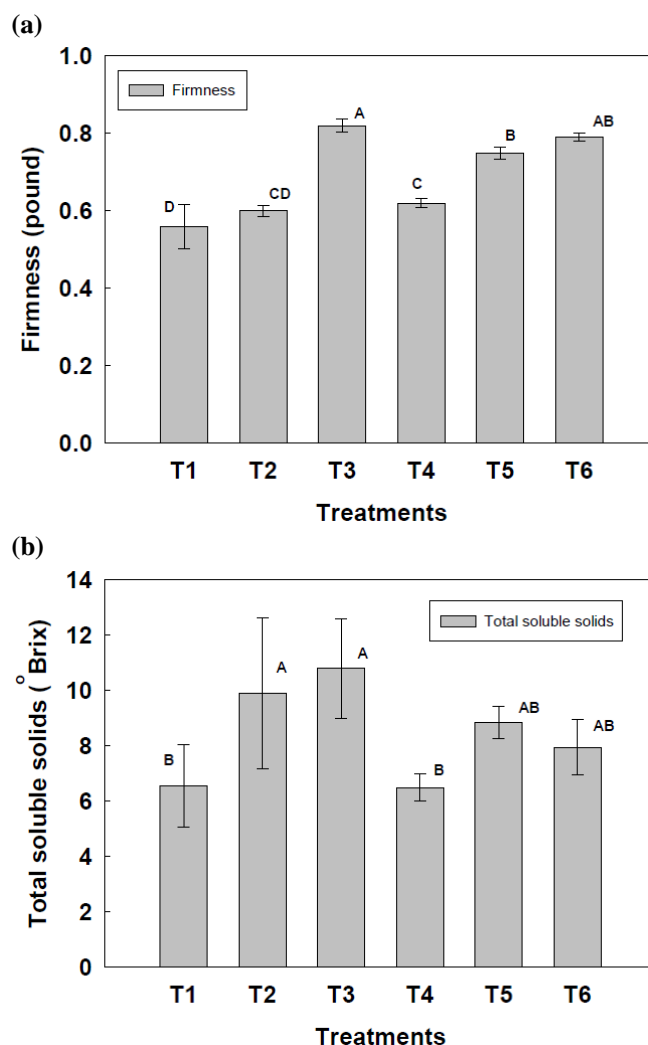 (a)
1.0
0.8
0.6
0.4
0.2
0.0
Firmness (pound)
Firmness
D
CD
A
C
B
AB
T1 T2 T3 T4 T5 T6
Treatments
(b)
14
12
10
8
6
4
2
0
Total soluble solids (°Brix)
Total soluble solids
B
A
A
B
AB
AB
T1 T2 T3 T4 T5 T6
Treatments